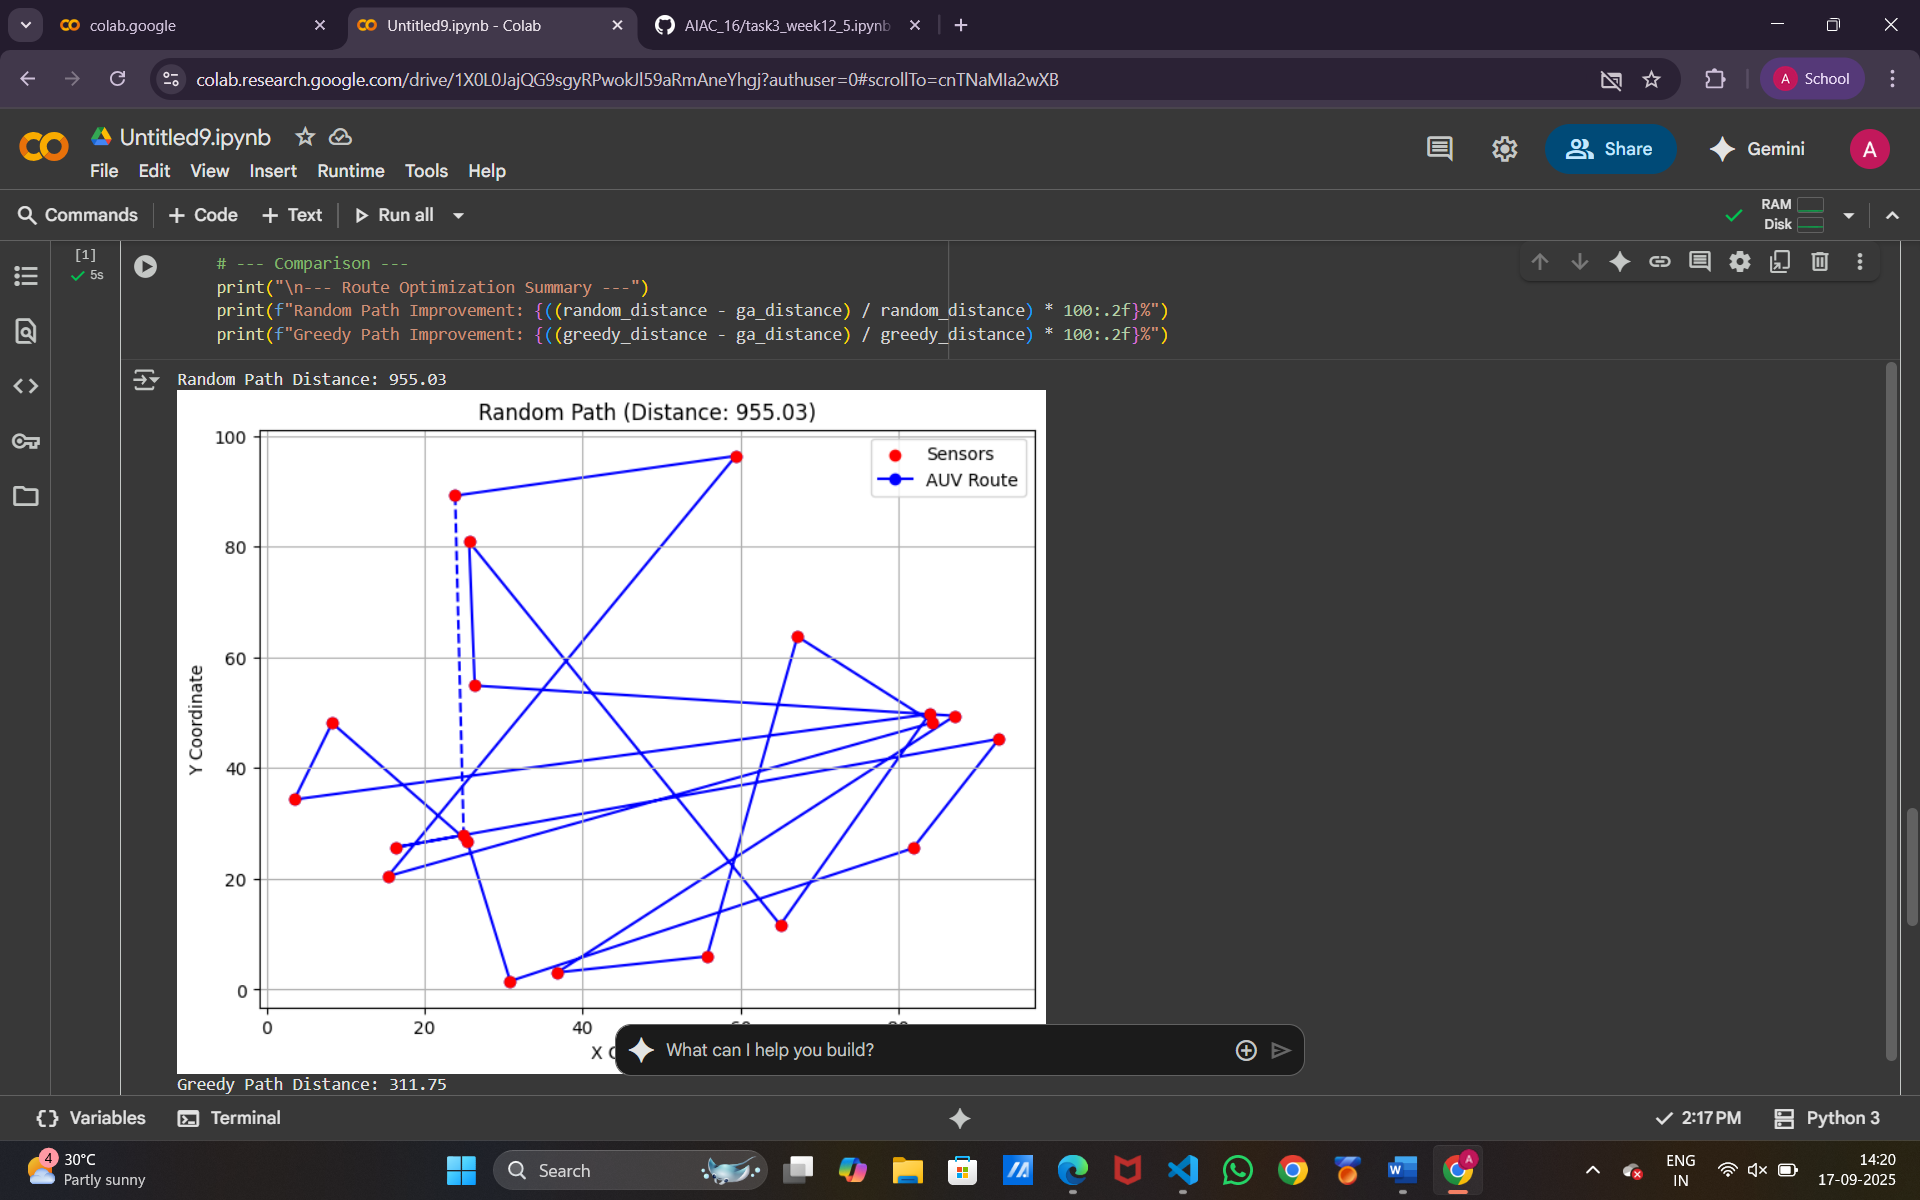 colab.google
Untitled9.ipynb - Colab
AIAC_16/task3_week12_5.ipynb
colab.research.google.com/drive/1X0L0JajQG9sgyRPwokJl59aRmAneYhgj?authuser=0#scrollTo=cnTNaMIa2wXB
A School
Untitled9.ipynb
File Edit View Insert Runtime Tools Help
Share
Gemini
A
Commands + Code + Text Run all
RAM
Disk
[1]
5s
# --- Comparison ---
print("\n--- Route Optimization Summary ---")
print(f"Random Path Improvement: {((random_distance - ga_distance) / random_distance) * 100:.2f}%")
print(f"Greedy Path Improvement: {((greedy_distance - ga_distance) / greedy_distance) * 100:.2f}%")
Random Path Distance: 955.03
Random Path (Distance: 955.03)
Sensors
AUV Route
100
80
60
40
20
0
Y Coordinate
0 20 40
X
What can I help you build?
Greedy Path Distance: 311.75
Variables
Terminal
2:17 PM
Python 3
4
30°C
Partly sunny
Search
A
ENG
IN
14:20
17-09-2025